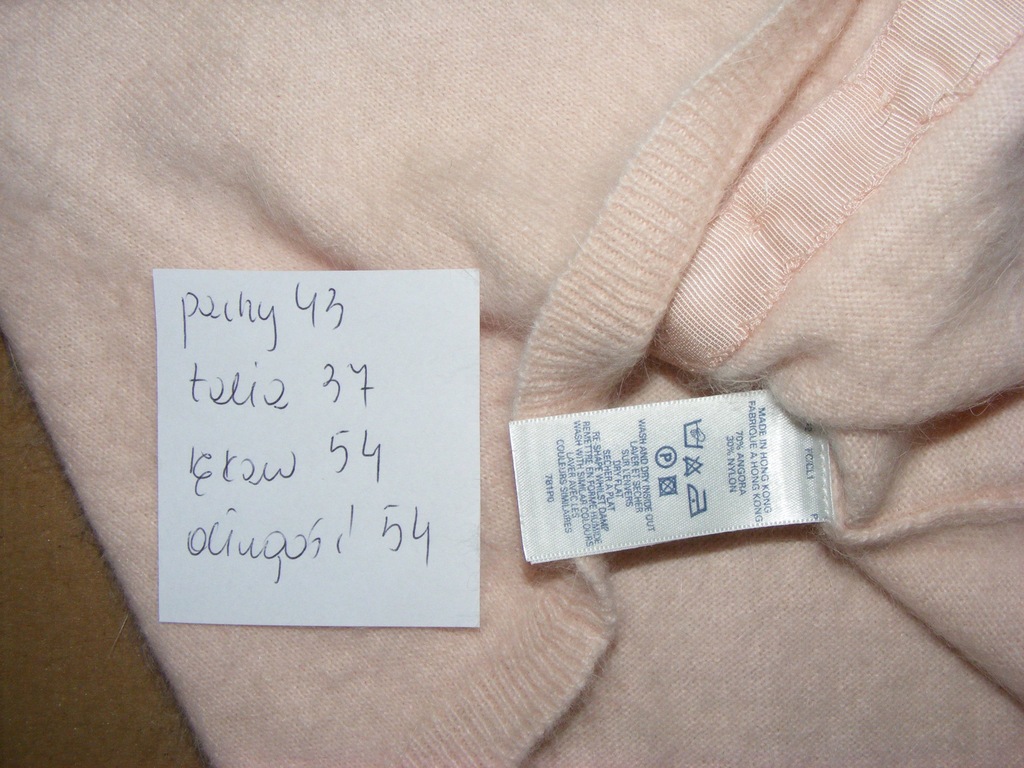 pachy 43
talia 37
rękaw 54
długość 54
MADE IN HONG KONG
FABRIQUE A HONG KONG
70% ANGORA
30% NYLON
WASH AND DRY INSIDE OUT
LAVER ET SECHER
SUR L'ENVERS
DRY FLAT
SECHER A PLAT
RE SHAPE WHILST DAMP
REMETTRE EN FORME HUMIDE
WASH WITH SIMILAR COLOURS
LAVER AVEC LES
COULEURS SIMILAIRES